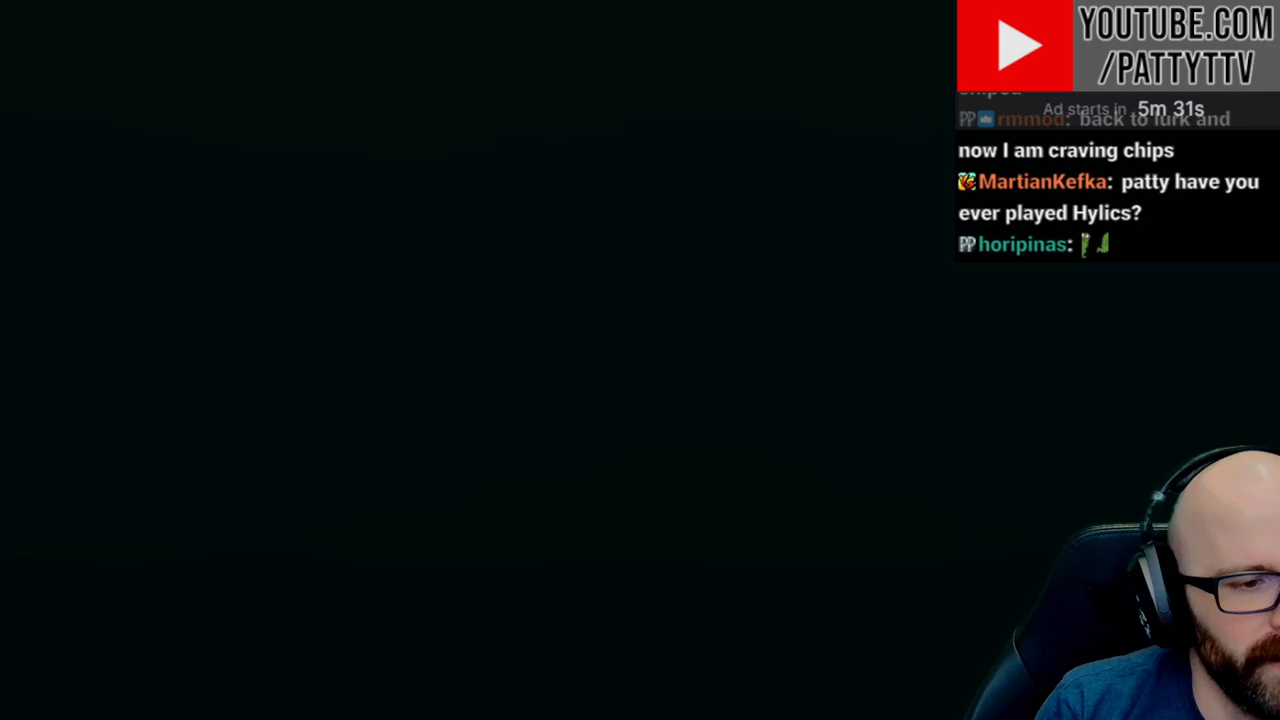 YOUTUBE.COM
/PATTYTTV
Ad starts in 5m 31s
rmmod: back to lurk and
now I am craving chips
MartianKefka: patty have you
ever played Hylics?
PP horipinas: